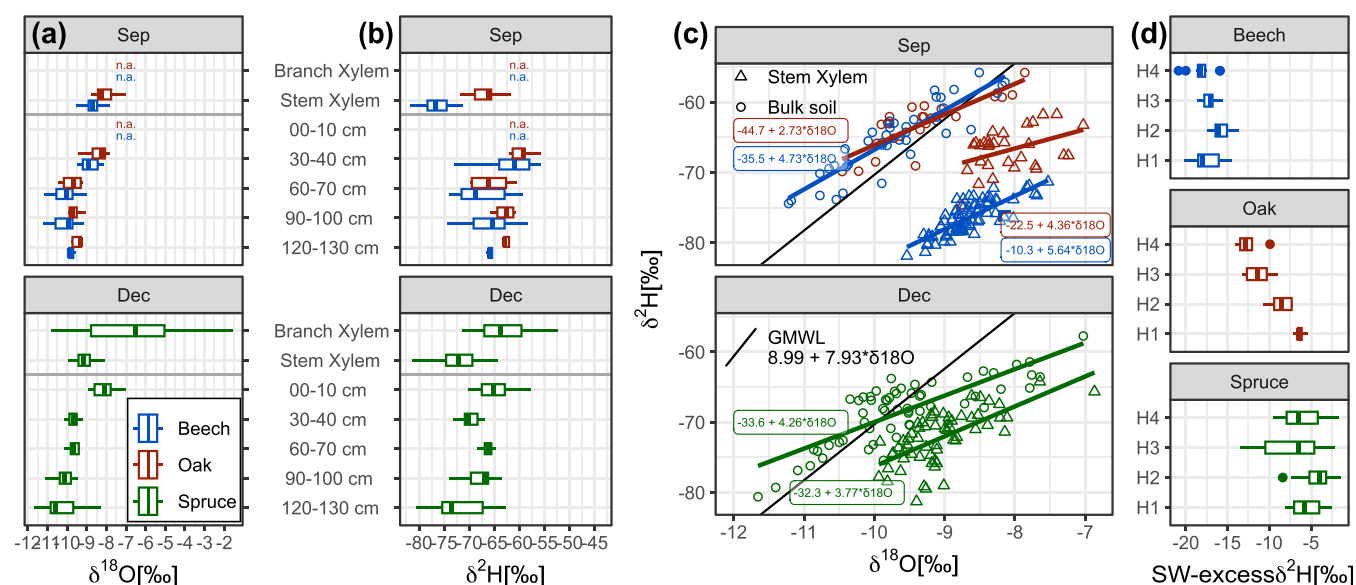 (a)
Sep
n.a.
n.a.
n.a.
n.a.
Dec
Beech
Oak
Spruce
-12-11-10-9 -8 -7 -6 -5 -4 -3 -2
δ18O[‰]
(b)
Sep
Branch Xylem
Stem Xylem
00-10 cm
30-40 cm
60-70 cm
90-100 cm
120-130 cm
n.a.
n.a.
n.a.
n.a.
Dec
Branch Xylem
Stem Xylem
00-10 cm
30-40 cm
60-70 cm
90-100 cm
120-130 cm
-80-75-70-65-60-55-50-45
δ2H[‰]
(c)
Sep
Stem Xylem
Bulk soil
-44.7 + 2.73*δ18O
-35.5 + 4.73*δ18O
-22.5 + 4.36*δ18O
-10.3 + 5.64*δ18O
-60
-70
-80
δ2H[‰]
Dec
GMWL
8.99 + 7.93*δ18O
-33.6 + 4.26*δ18O
-32.3 + 3.77*δ18O
-60
-70
-80
-12 -11 -10 -9 -8 -7
δ18O[‰]
(d)
Beech
H4
H3
H2
H1
Oak
H4
H3
H2
H1
Spruce
H4
H3
H2
H1
-20 -15 -10 -5
SW-excessδ2H[‰]